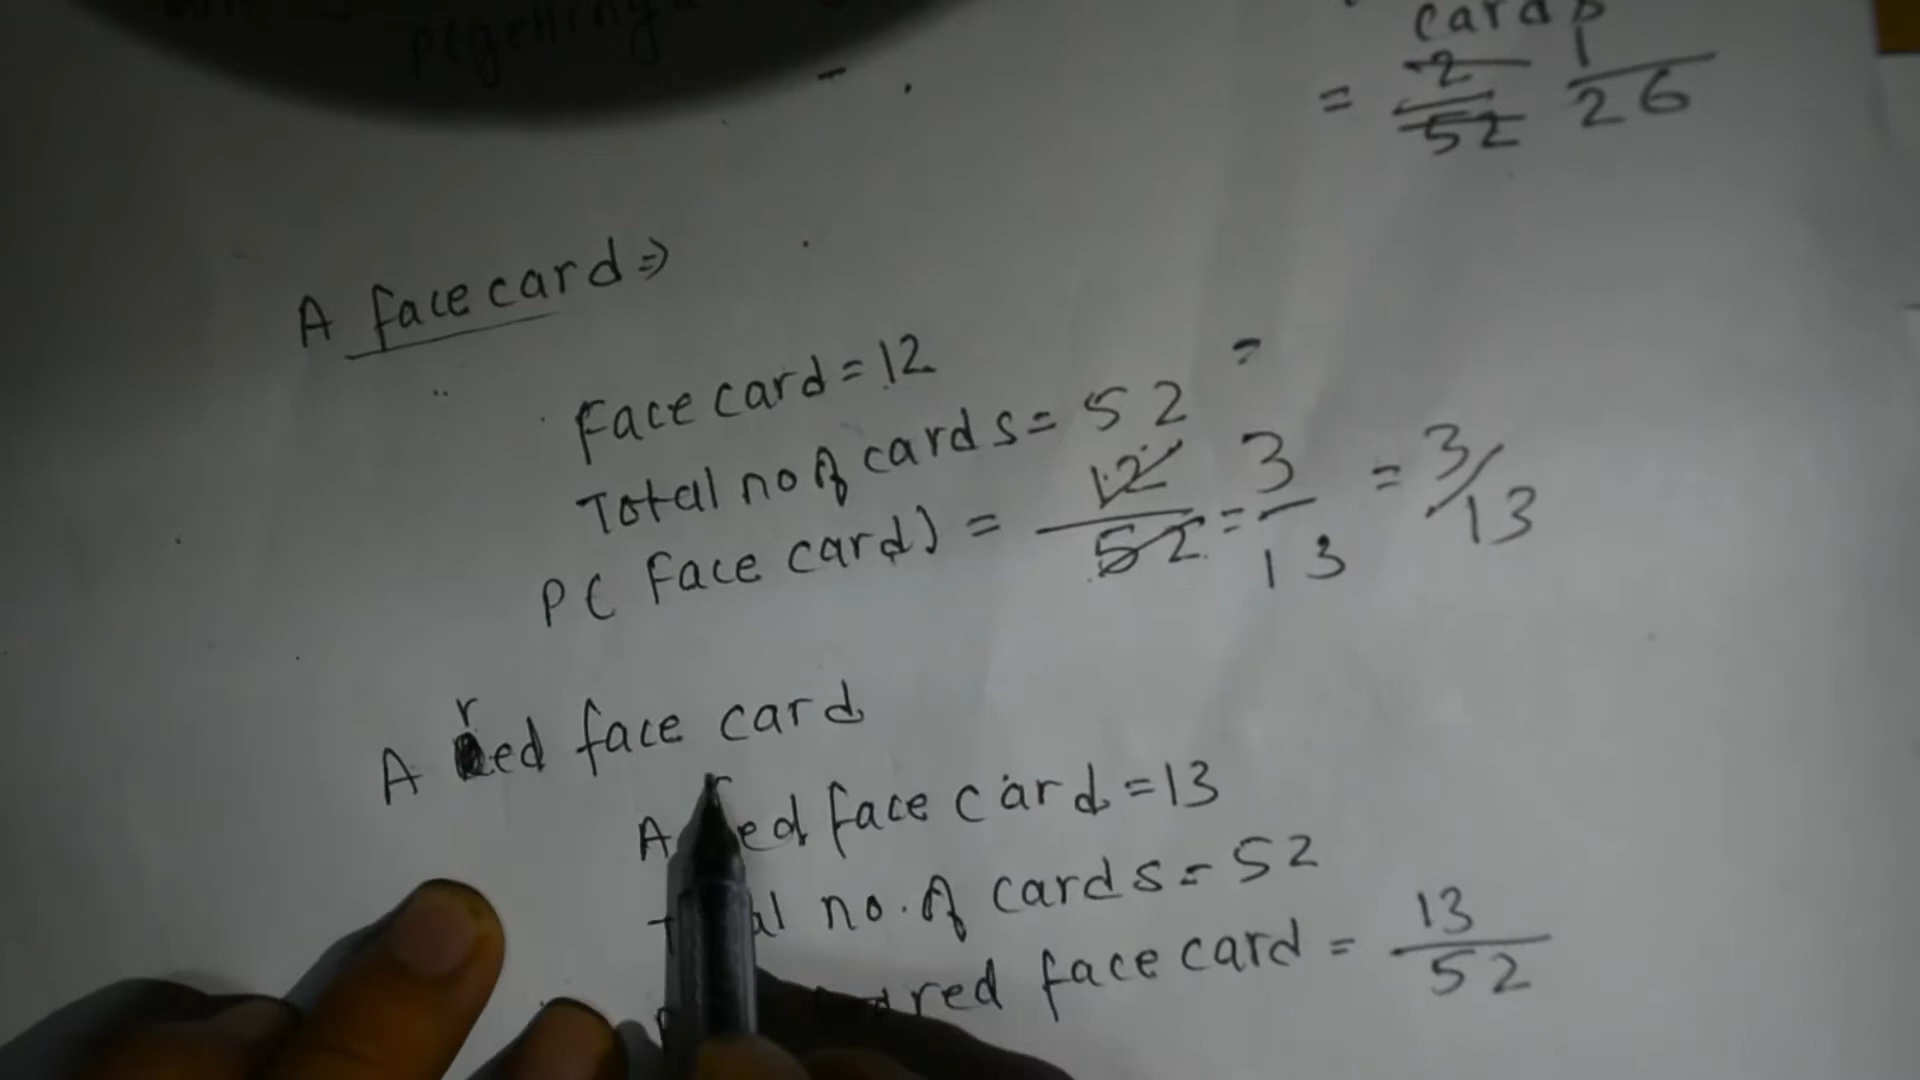 cards
= 2/52 1/26
A face card ⇒
Face card = 12
Total no of cards = 52 =
P( Face card) = 12/52 = 3/13 = 3/13
A red face card
A red face card = 13
no. of cards = 52
red face card = 13/52